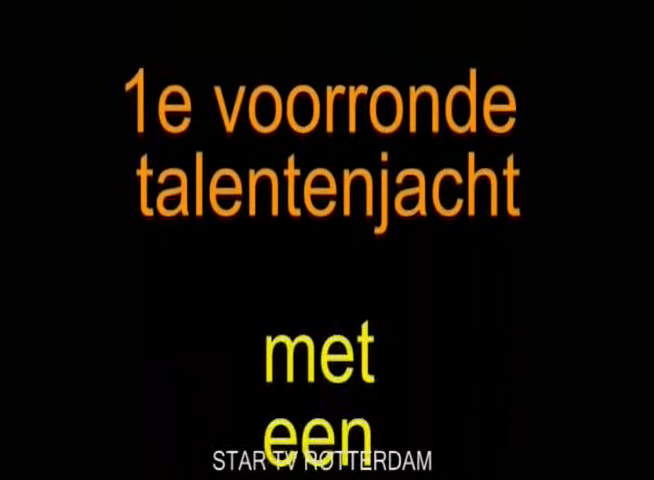 1e voorronde
talentenjacht
met
een
STAR TV ROTTERDAM